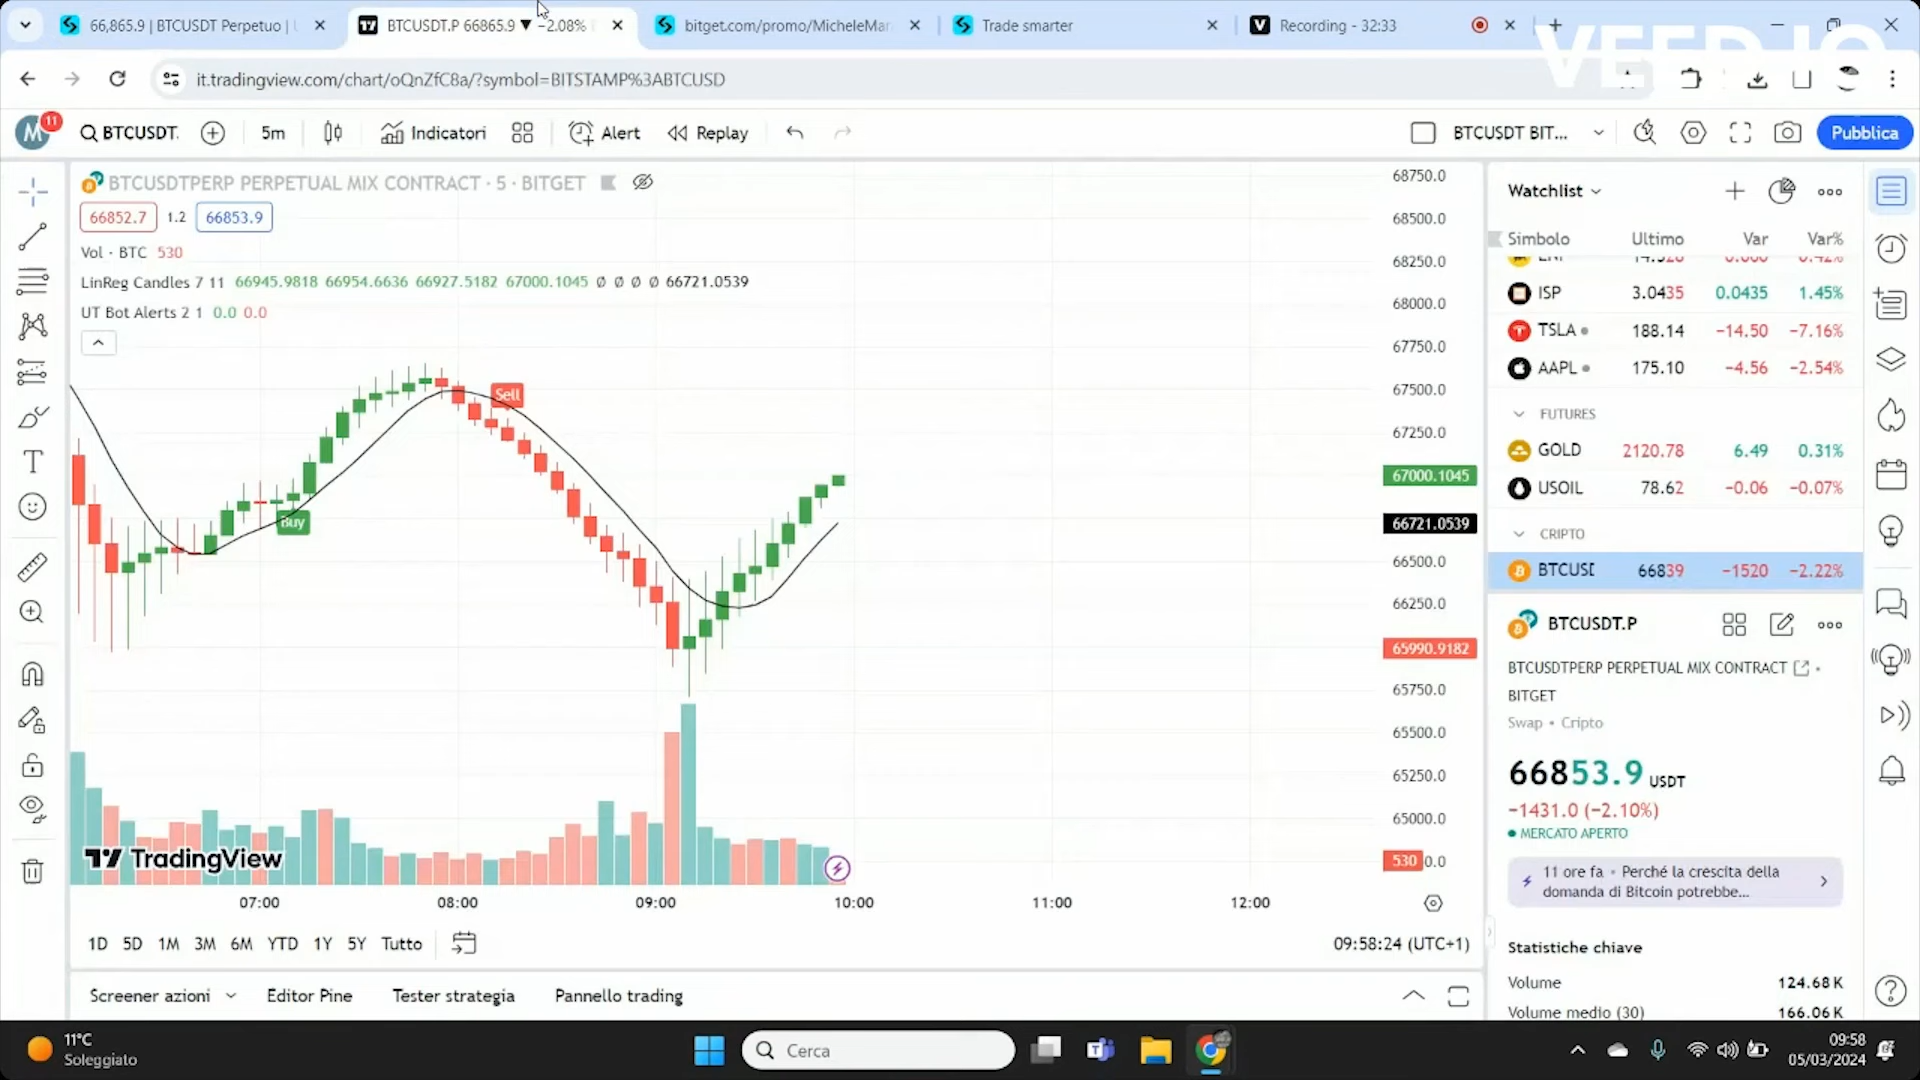 66,865.9 | BTCUSDT Perpetuo |
BTCUSDT.P 66865.9 ▼ −2.08%
bitget.com/promo/MicheleMar
Trade smarter
Recording - 32:33
VEED.IO
it.tradingview.com/chart/oQnZfC8a/?symbol=BITSTAMP%3ABTCUSD
M
11
BTCUSDT.
5m
Indicatori
Alert
Replay
BTCUSDT BIT...
Pubblica
BTCUSDTPERP PERPETUAL MIX CONTRACT · 5 · BITGET
66852.7
1.2
66853.9
Vol · BTC 530
LinReg Candles 7 11 66945.9818 66954.6636 66927.5182 67000.1045 Ø Ø Ø Ø 66721.0539
UT Bot Alerts 2 1 0.0 0.0
Sell
Buy
68750.0
68500.0
68250.0
68000.0
67750.0
67500.0
67250.0
67000.1045
66721.0539
66500.0
66250.0
65990.9182
65750.0
65500.0
65250.0
65000.0
530
0.0
TradingView
07:00
08:00
09:00
10:00
11:00
12:00
1D 5D 1M 3M 6M YTD 1Y 5Y Tutto
09:58:24 (UTC+1)
Screener azioni
Editor Pine
Tester strategia
Pannello trading
Watchlist
Simbolo Ultimo Var Var%
ISP 3.0435 0.0435 1.45%
TSLA 188.14 −14.50 −7.16%
AAPL 175.10 −4.56 −2.54%
FUTURES
GOLD 2120.78 6.49 0.31%
USOIL 78.62 −0.06 −0.07%
CRIPTO
BTCUSD 66839 −1520 −2.22%
BTCUSDT.P
BTCUSDTPERP PERPETUAL MIX CONTRACT •
BITGET
Swap • Cripto
66853.9 USDT
−1431.0 (−2.10%)
MERCATO APERTO
11 ore fa • Perché la crescita della
domanda di Bitcoin potrebbe...
Statistiche chiave
Volume 124.68 K
Volume medio (30) 166.06 K
11°C
Soleggiato
Cerca
09:58
05/03/2024